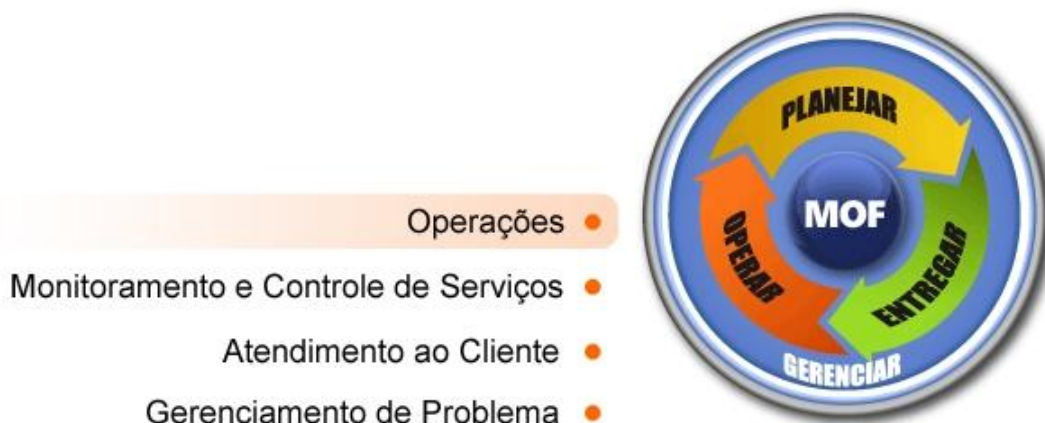 Operações
Monitoramento e Controle de Serviços
Atendimento ao Cliente
Gerenciamento de Problema
PLANEJAR
MOF
OPERAR
ENTREGAR
GERENCIAR